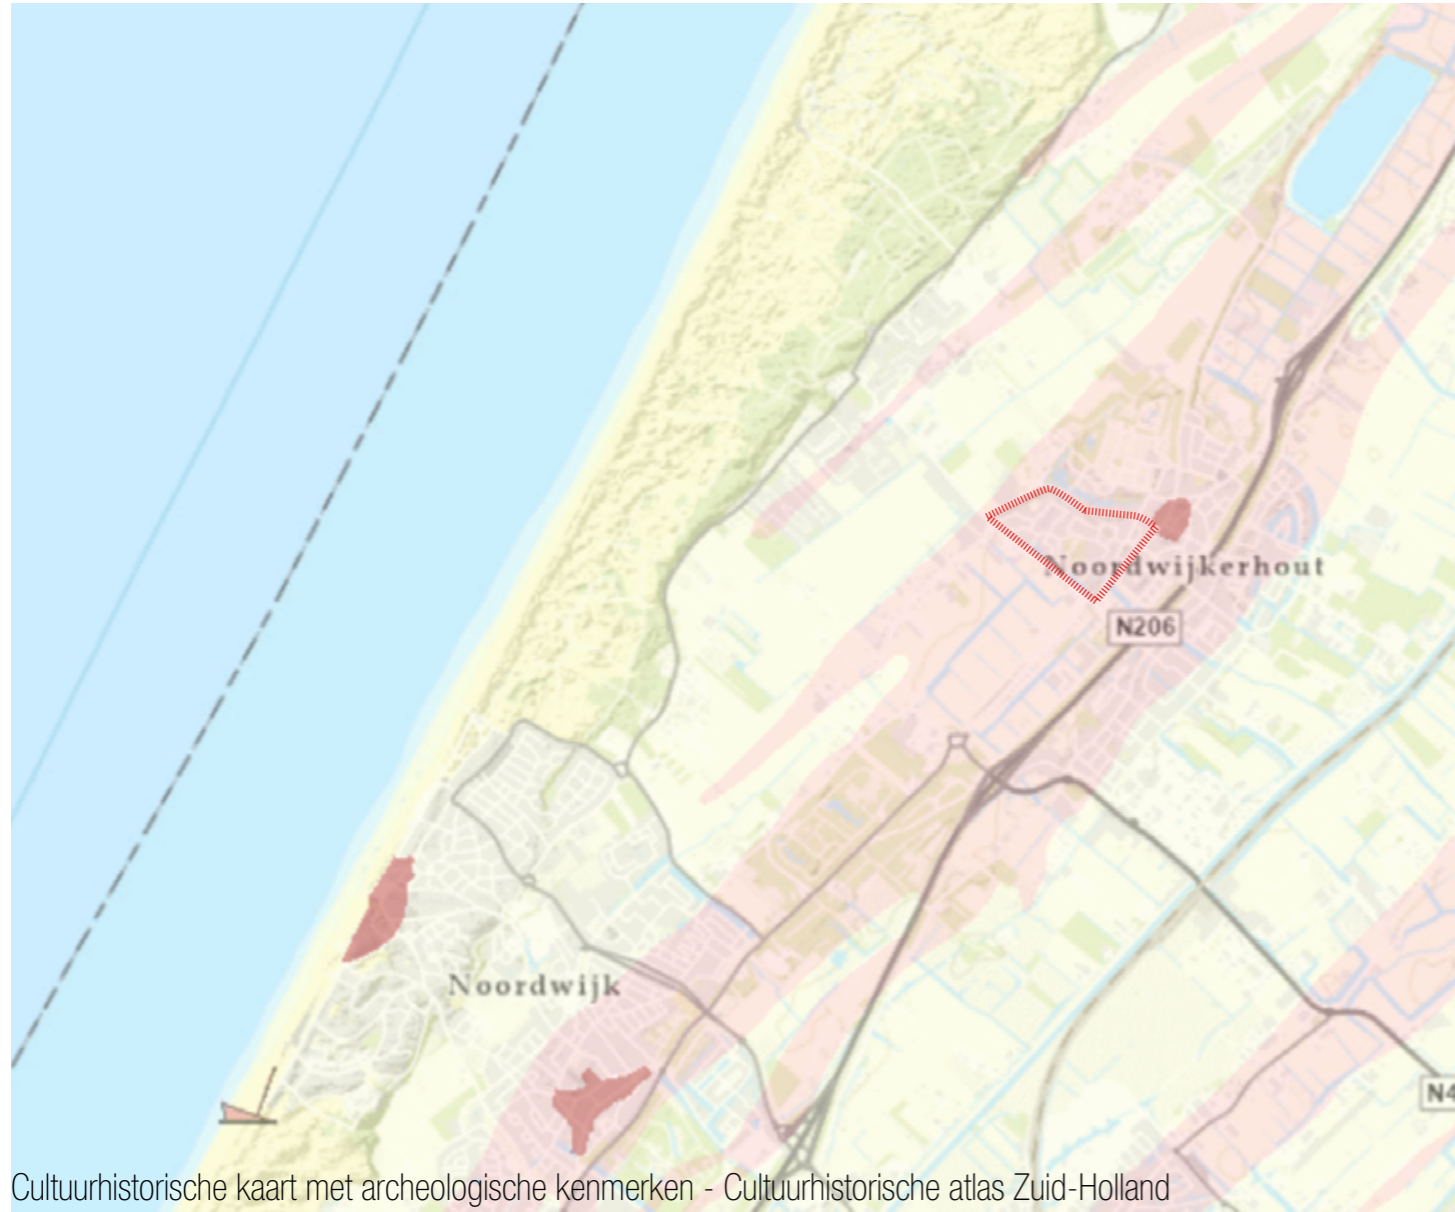 Noordwijkerhout
N206
Noordwijk
N4
Cultuurhistorische kaart met archeologische kenmerken - Cultuurhistorische atlas Zuid-Holland